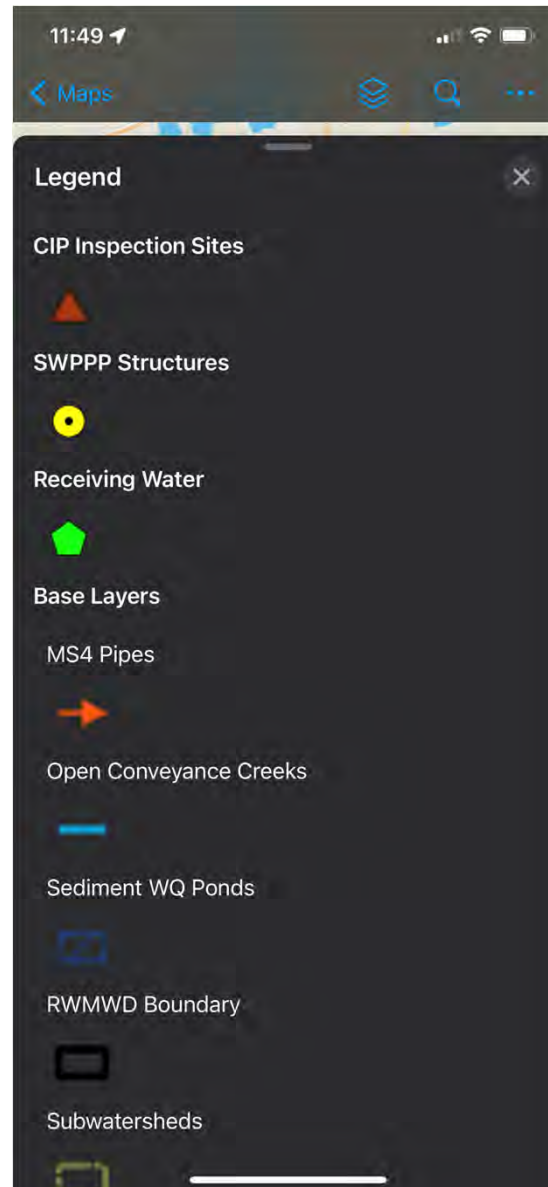 11:49
Maps
Legend
CIP Inspection Sites
SWPPP Structures
Receiving Water
Base Layers
MS4 Pipes
Open Conveyance Creeks
Sediment WQ Ponds
RWMWD Boundary
Subwatersheds